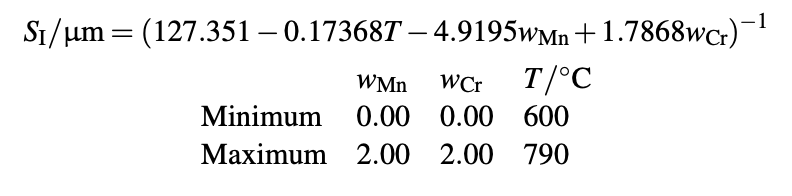 S_I/μm = (127.351 − 0.17368T − 4.9195w_Mn + 1.7868w_Cr)^−1
w_Mn w_Cr T/°C
Minimum 0.00 0.00 600
Maximum 2.00 2.00 790